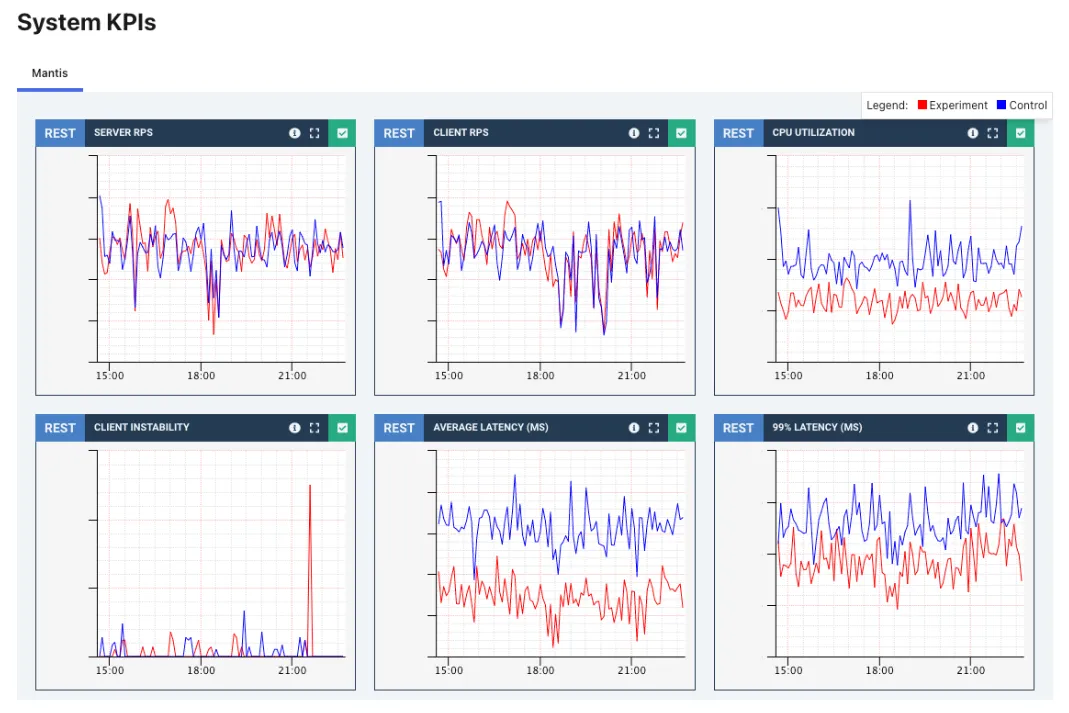 System KPIs
Mantis
Legend: Experiment Control
REST SERVER RPS
REST CLIENT RPS
REST CPU UTILIZATION
15:00 18:00 21:00
15:00 18:00 21:00
15:00 18:00 21:00
REST CLIENT INSTABILITY
REST AVERAGE LATENCY (MS)
REST 99% LATENCY (MS)
15:00 18:00 21:00
15:00 18:00 21:00
15:00 18:00 21:00